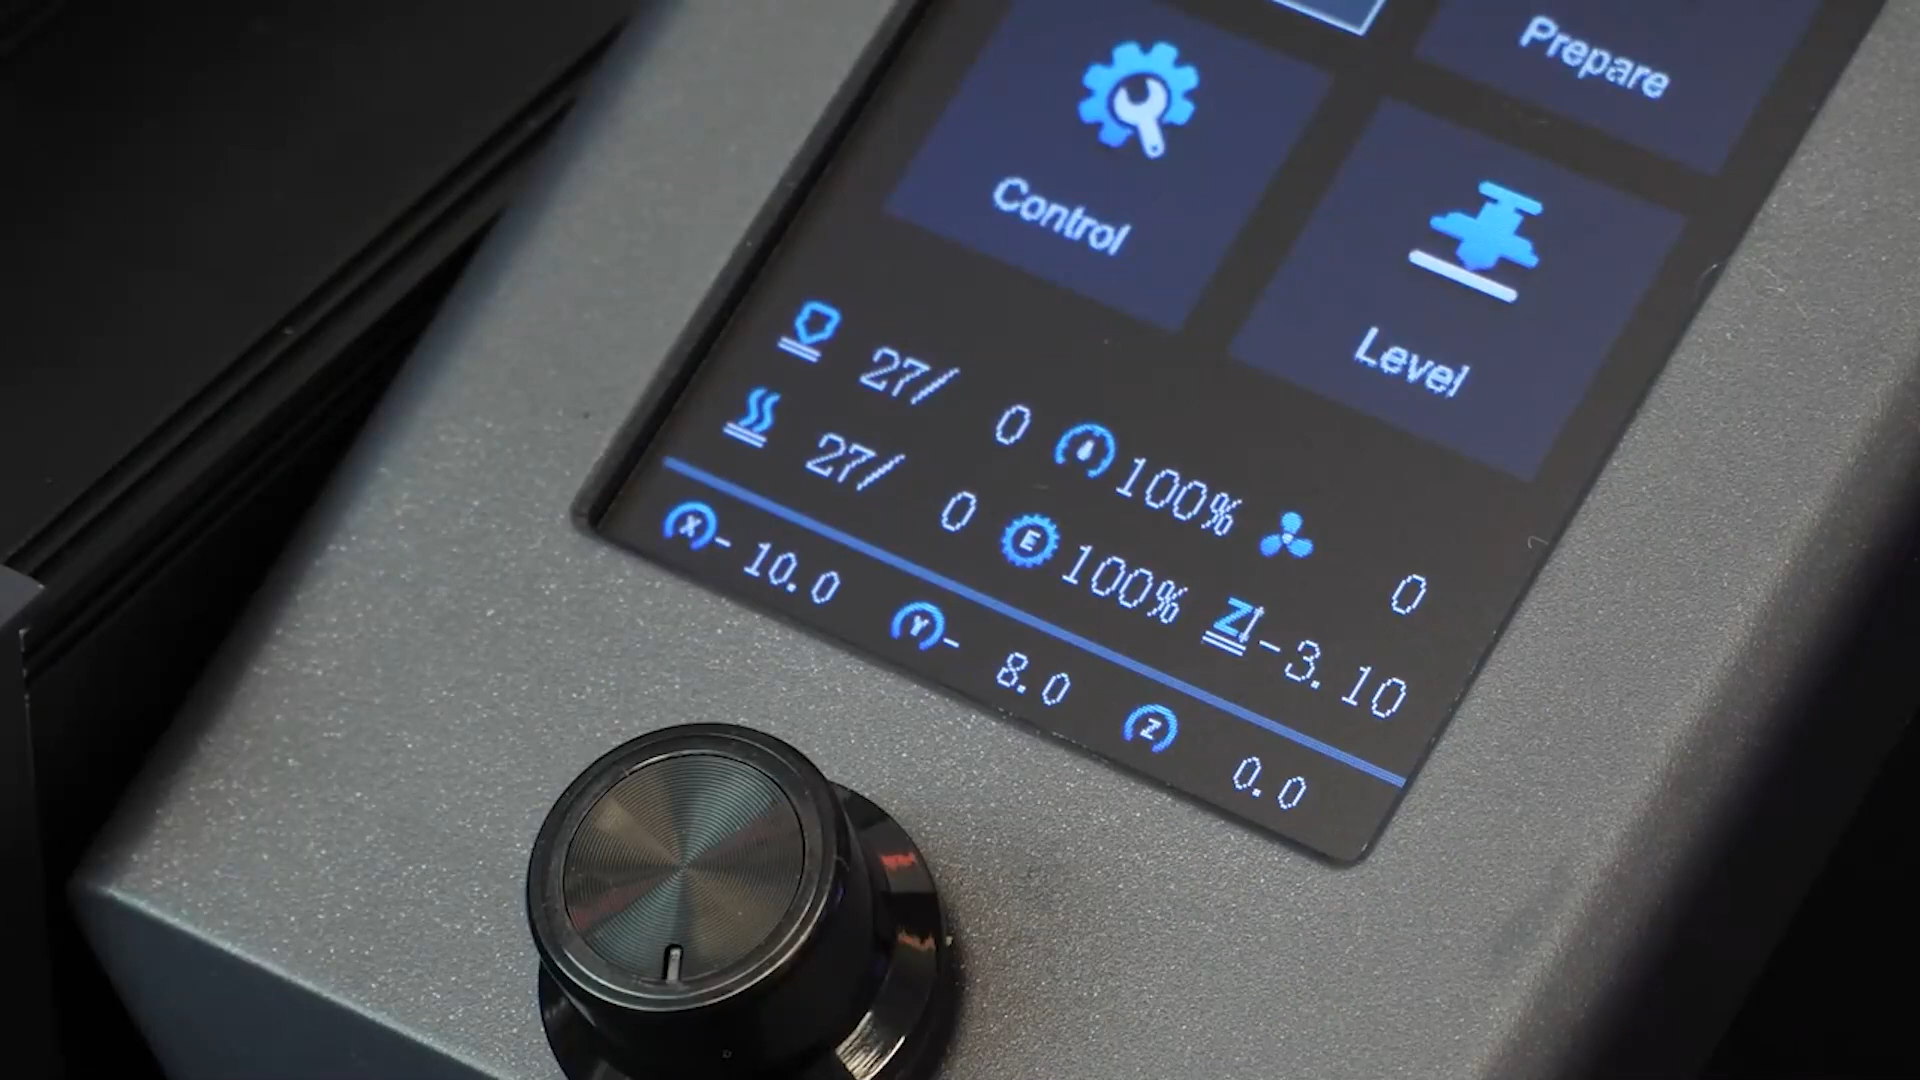 Prepare
Control
Level
27/ 0 100% 0
27/ 0 E 100% Z -3.10
X - 10.0 Y - 8.0 Z 0.0